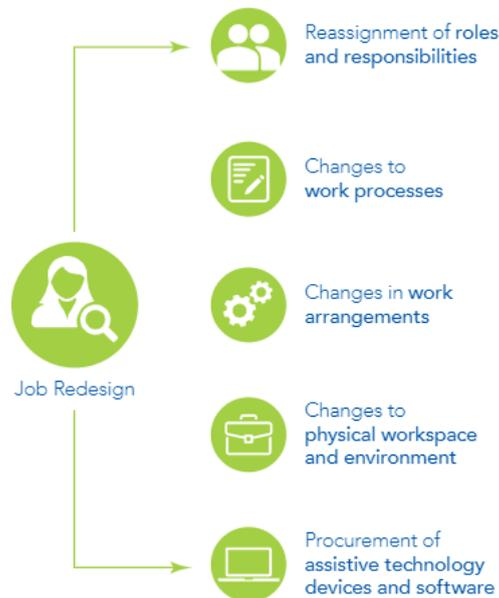 Reassignment of roles
and responsibilities
Changes to
work processes
Changes in work
arrangements
Job Redesign
Changes to
physical workspace
and environment
Procurement of
assistive technology
devices and software